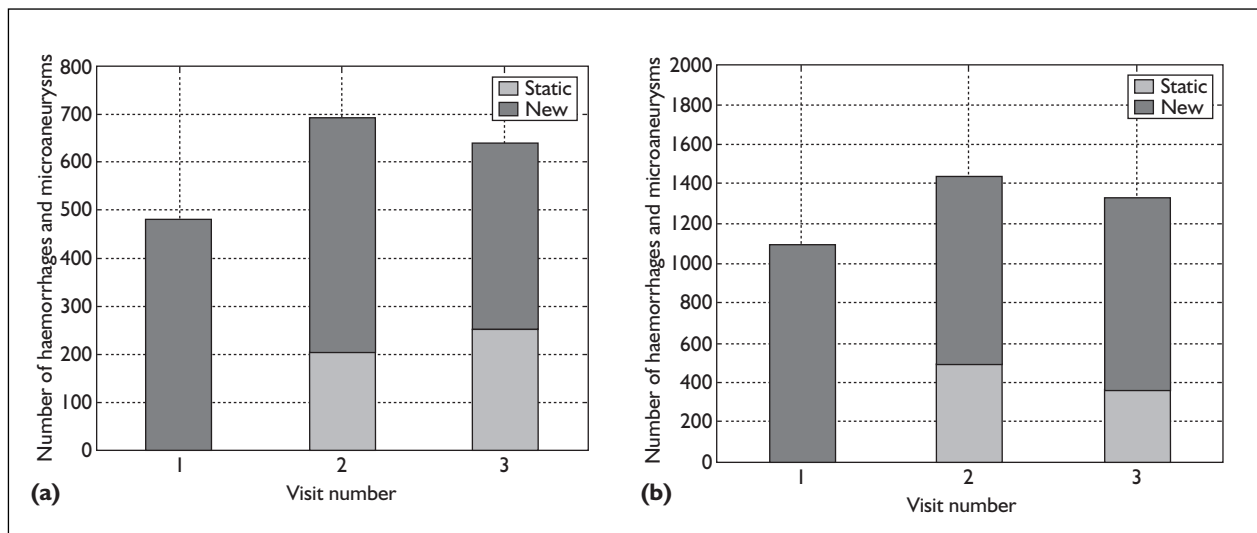 800
700
600
500
400
300
200
100
0
Number of haemorrhages and microaneurysms
Static
New
1
2
3
Visit number
(a)
2000
1800
1600
1400
1200
1000
800
600
400
200
0
Number of haemorrhages and microaneurysms
Static
New
1
2
3
Visit number
(b)